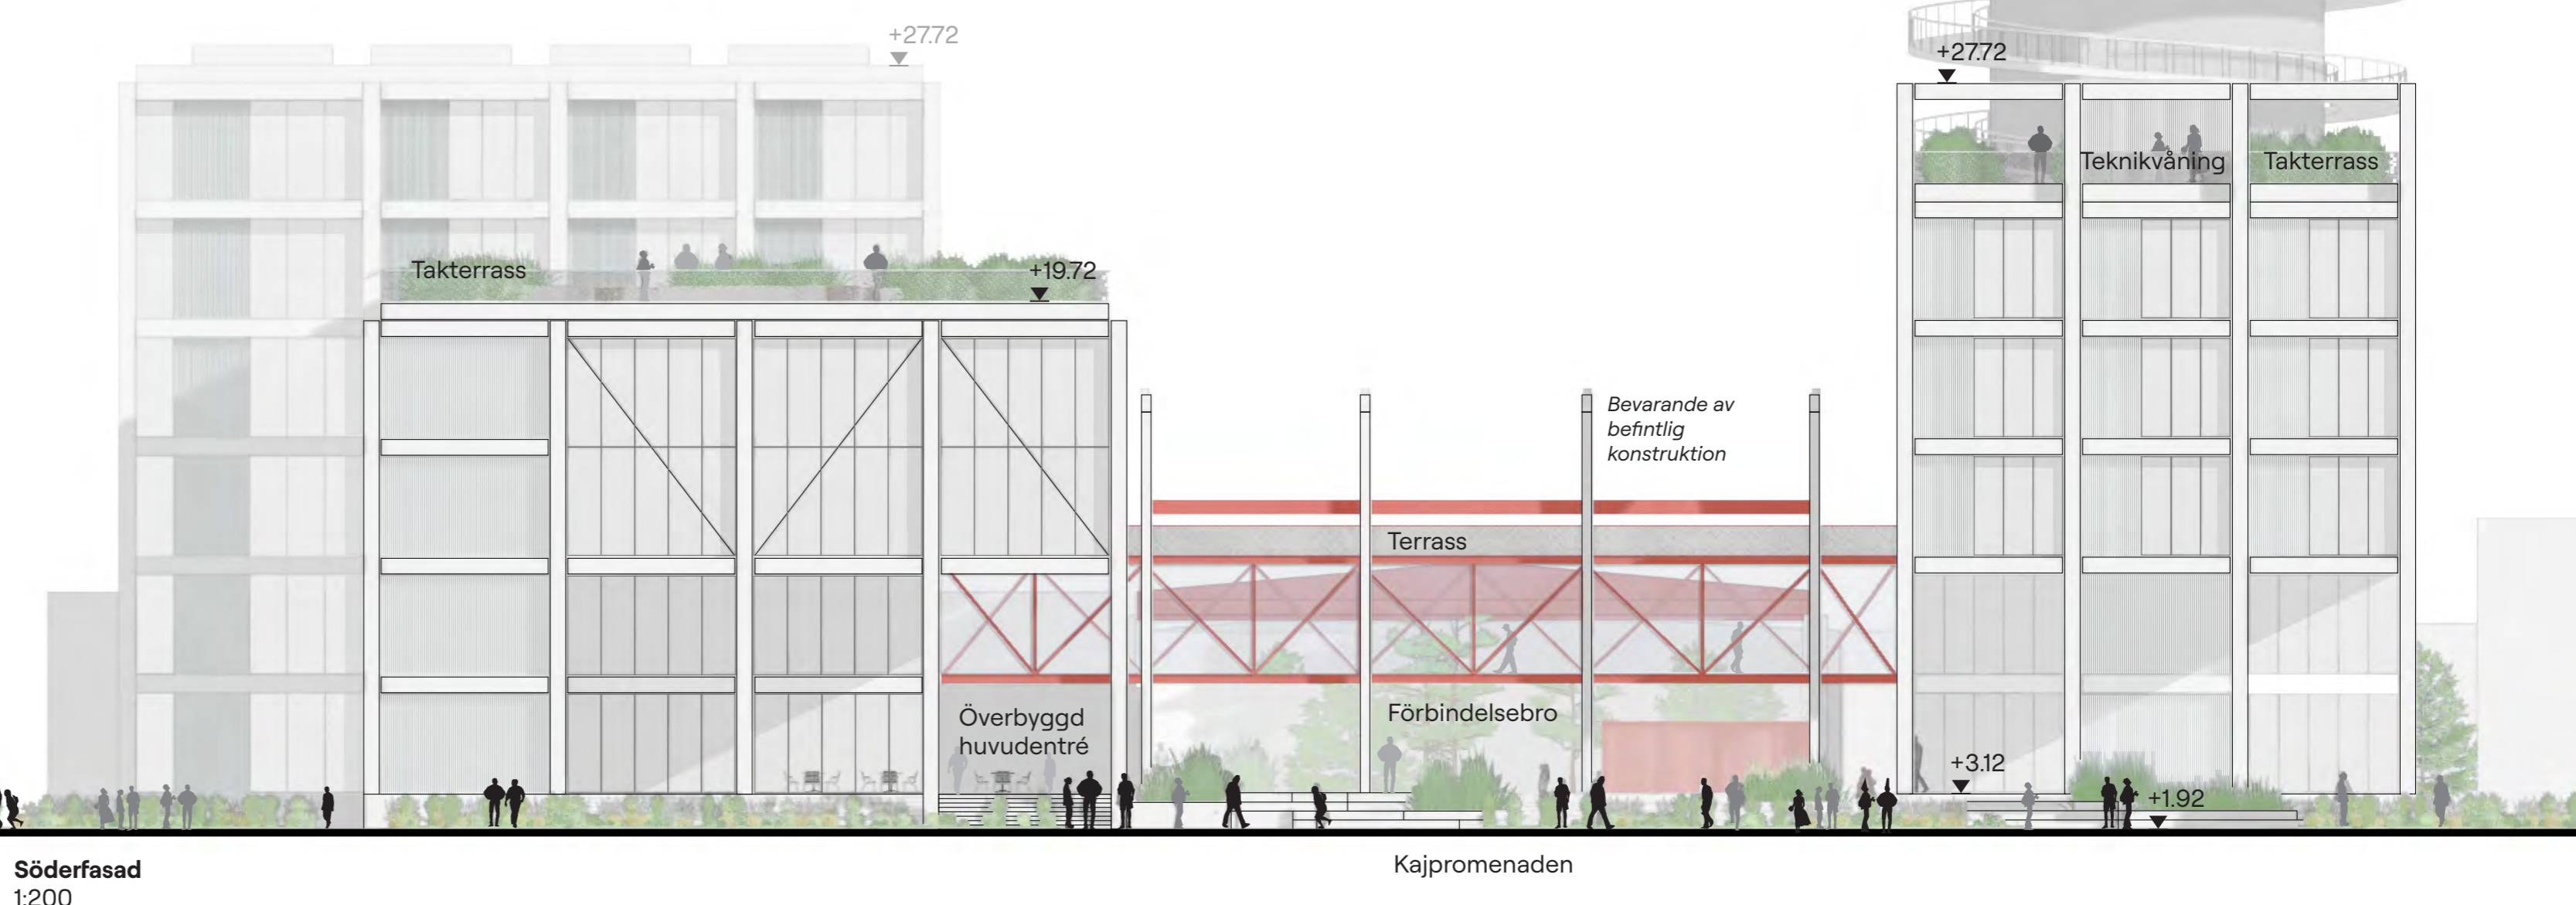 +27.72
+27.72
Teknikvåning
Takterrass
Takterrass
+19.72
Bevarande av
befintlig
konstruktion
Terrass
Överbyggd
huvudentré
Förbindelsebro
+3.12
+1.92
Söderfasad
1:200
Kajpromenaden